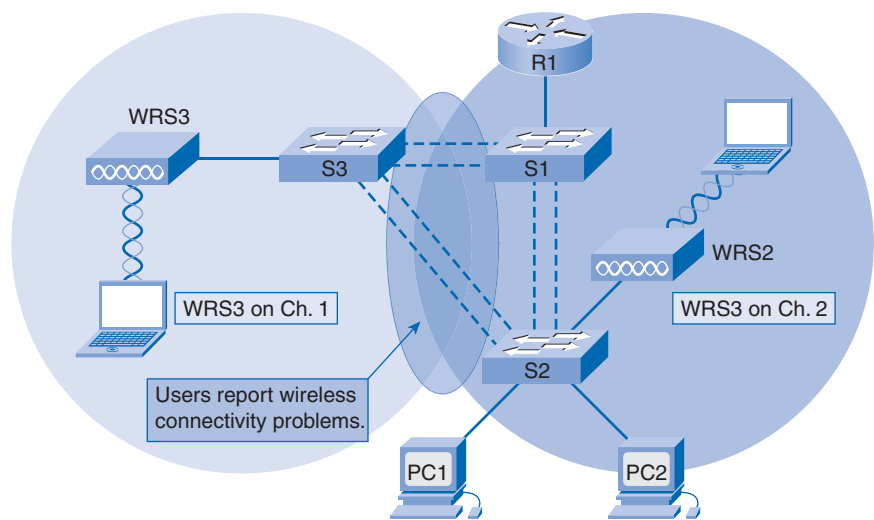 R1
WRS3
S3
S1
WRS2
WRS3 on Ch. 1
WRS3 on Ch. 2
S2
Users report wireless
connectivity problems.
PC1
PC2